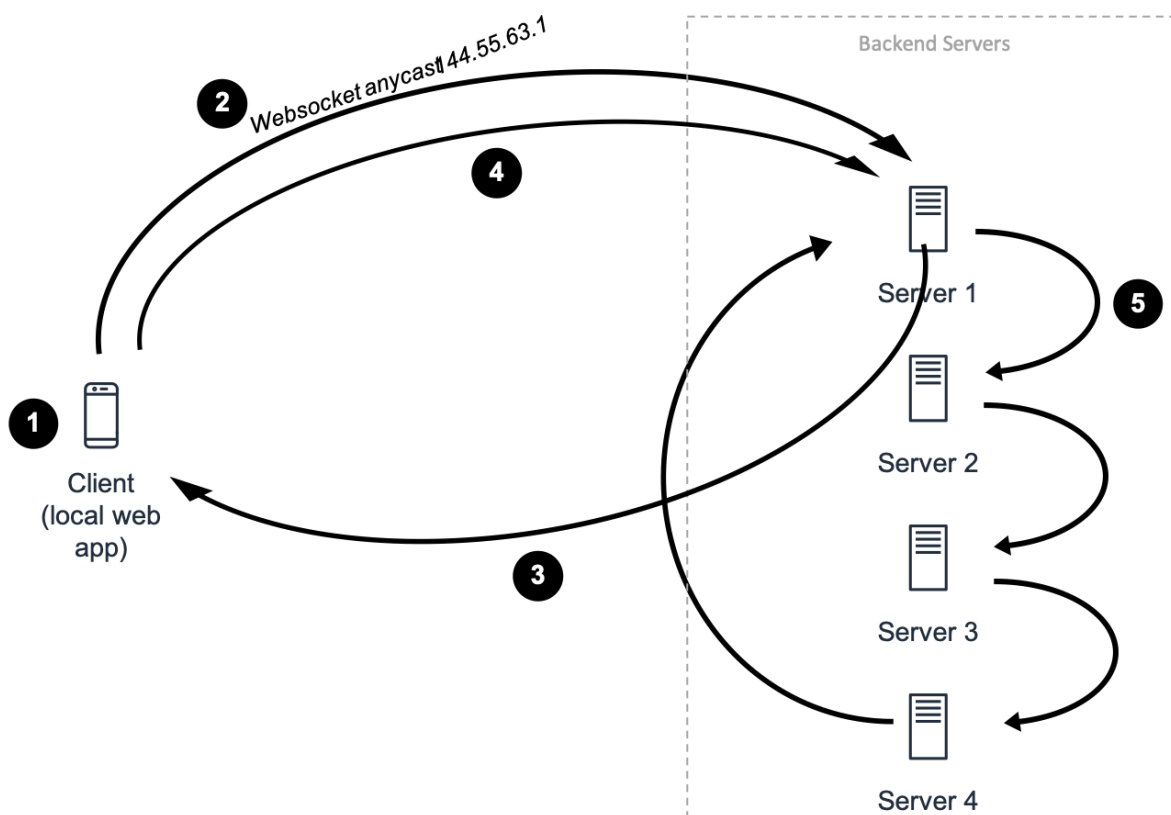 Backend Servers
2
Websocket anycast 144.55.63.1
4
Server 1
5
1
Client
(local web
app)
Server 2
3
Server 3
Server 4